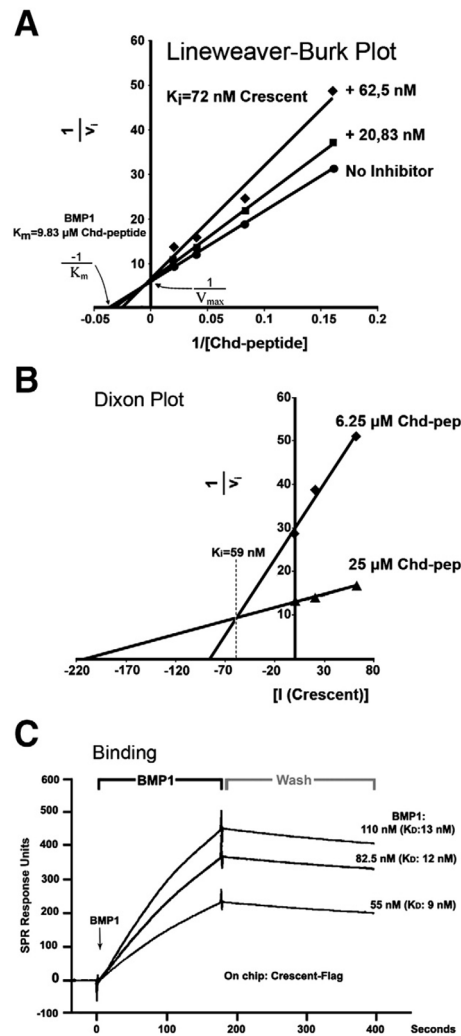 A
Lineweaver-Burk Plot
60
50
40
30
20
10
1
vi
Ki=72 nM Crescent
+ 62,5 nM
+ 20,83 nM
No Inhibitor
BMP1
Km=9.83 µM Chd-peptide
-1
Km
1
Vmax
-0.05 0 0.05 0.1 0.15 0.2
1/[Chd-peptide]
B
Dixon Plot
60
50
40
30
20
10
1
vi
6.25 µM Chd-pep
Ki=59 nM
25 µM Chd-pep
-220 -170 -120 -70 -20 30 80
[I (Crescent)]
C
Binding
600
500
400
300
200
100
0
-100
SPR Response Units
BMP1
Wash
BMP1:
110 nM (KD:13 nM)
82.5 nM (KD: 12 nM)
55 nM (KD: 9 nM)
BMP1
On chip: Crescent-Flag
0 100 200 300 400 Seconds